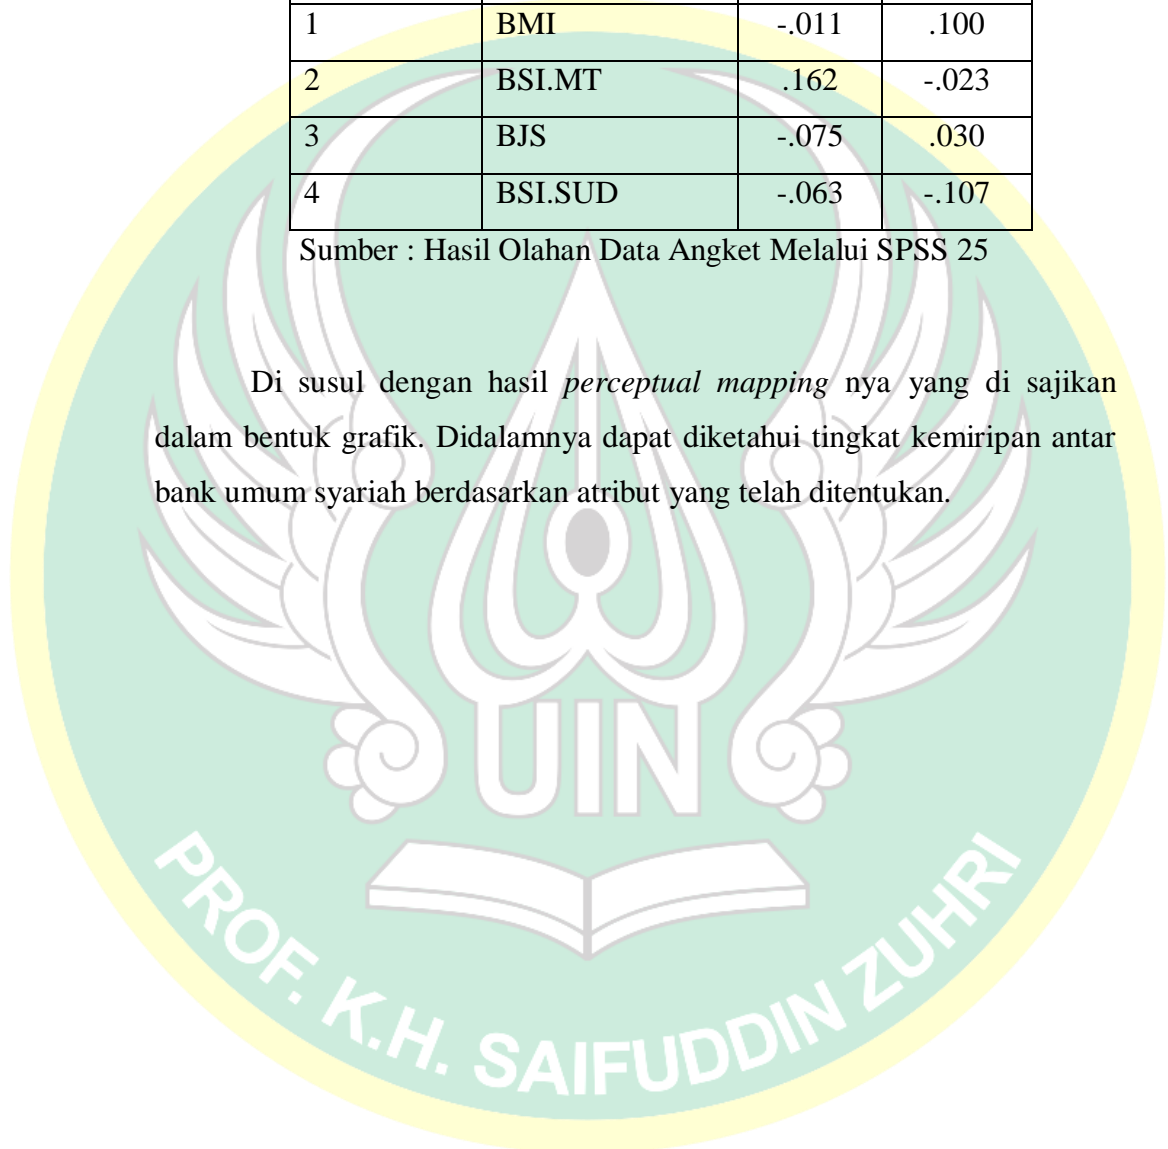 1 BMI -.011 .100
2 BSI.MT .162 -.023
3 BJS -.075 .030
4 BSI.SUD -.063 -.107
Sumber : Hasil Olahan Data Angket Melalui SPSS 25
Di susul dengan hasil perceptual mapping nya yang di sajikan
dalam bentuk grafik. Didalamnya dapat diketahui tingkat kemiripan antar
bank umum syariah berdasarkan atribut yang telah ditentukan.
UIN
PROF. K.H. SAIFUDDIN ZUHRI